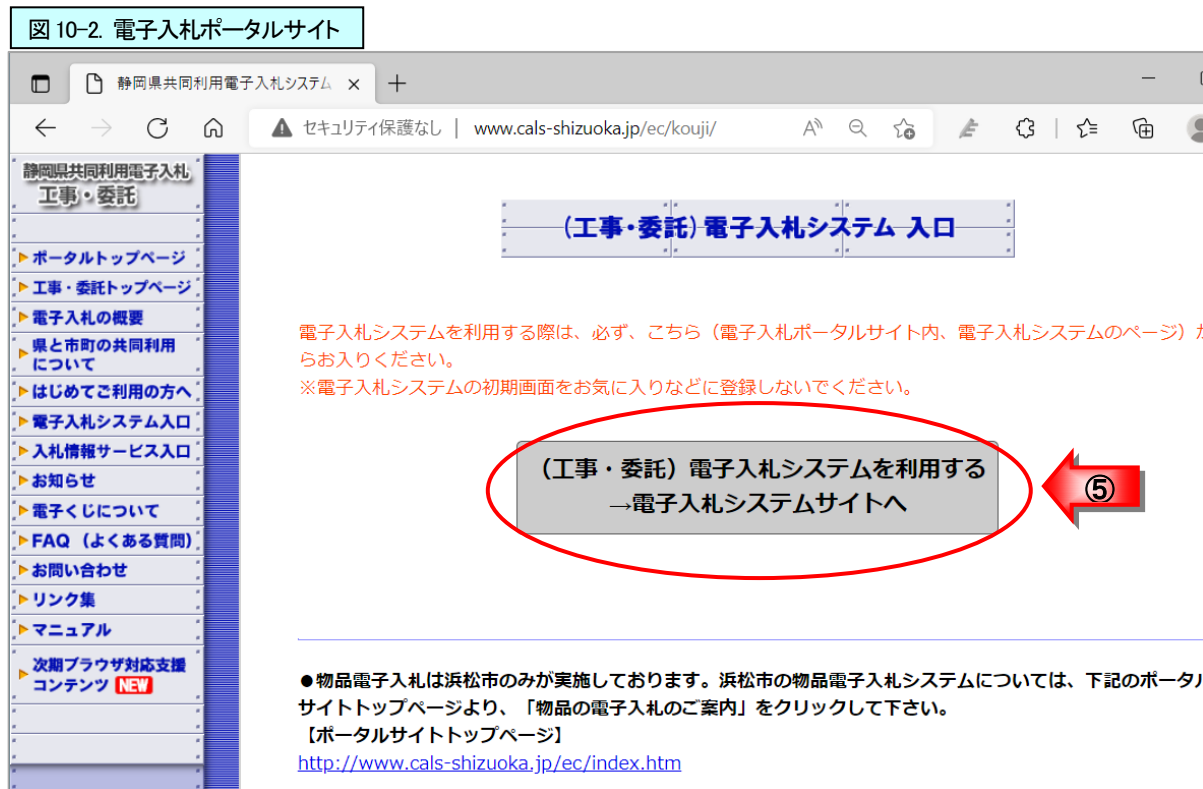 図 10-2. 電子入札ポータルサイト
静岡県共同利用電子入札システム
セキュリティ保護なし | www.cals-shizuoka.jp/ec/kouji/
静岡県共同利用電子入札
工事・委託
ポータルトップページ
工事・委託トップページ
電子入札の概要
県と市町の共同利用
について
はじめてご利用の方へ
電子入札システム入口
入札情報サービス入口
お知らせ
電子くじについて
FAQ（よくある質問）
お問い合わせ
リンク集
マニュアル
次期ブラウザ対応支援
コンテンツ NEW
（工事・委託）電子入札システム 入口
電子入札システムを利用する際は、必ず、こちら（電子入札ポータルサイト内、電子入札システムのページ）か
らお入りください。
※電子入札システムの初期画面をお気に入りなどに登録しないでください。
（工事・委託）電子入札システムを利用する
→電子入札システムサイトへ
⑤
●物品電子入札は浜松市のみが実施しております。浜松市の物品電子入札システムについては、下記のポータル
サイトトップページより、「物品の電子入札のご案内」をクリックして下さい。
【ポータルサイトトップページ】
http://www.cals-shizuoka.jp/ec/index.htm